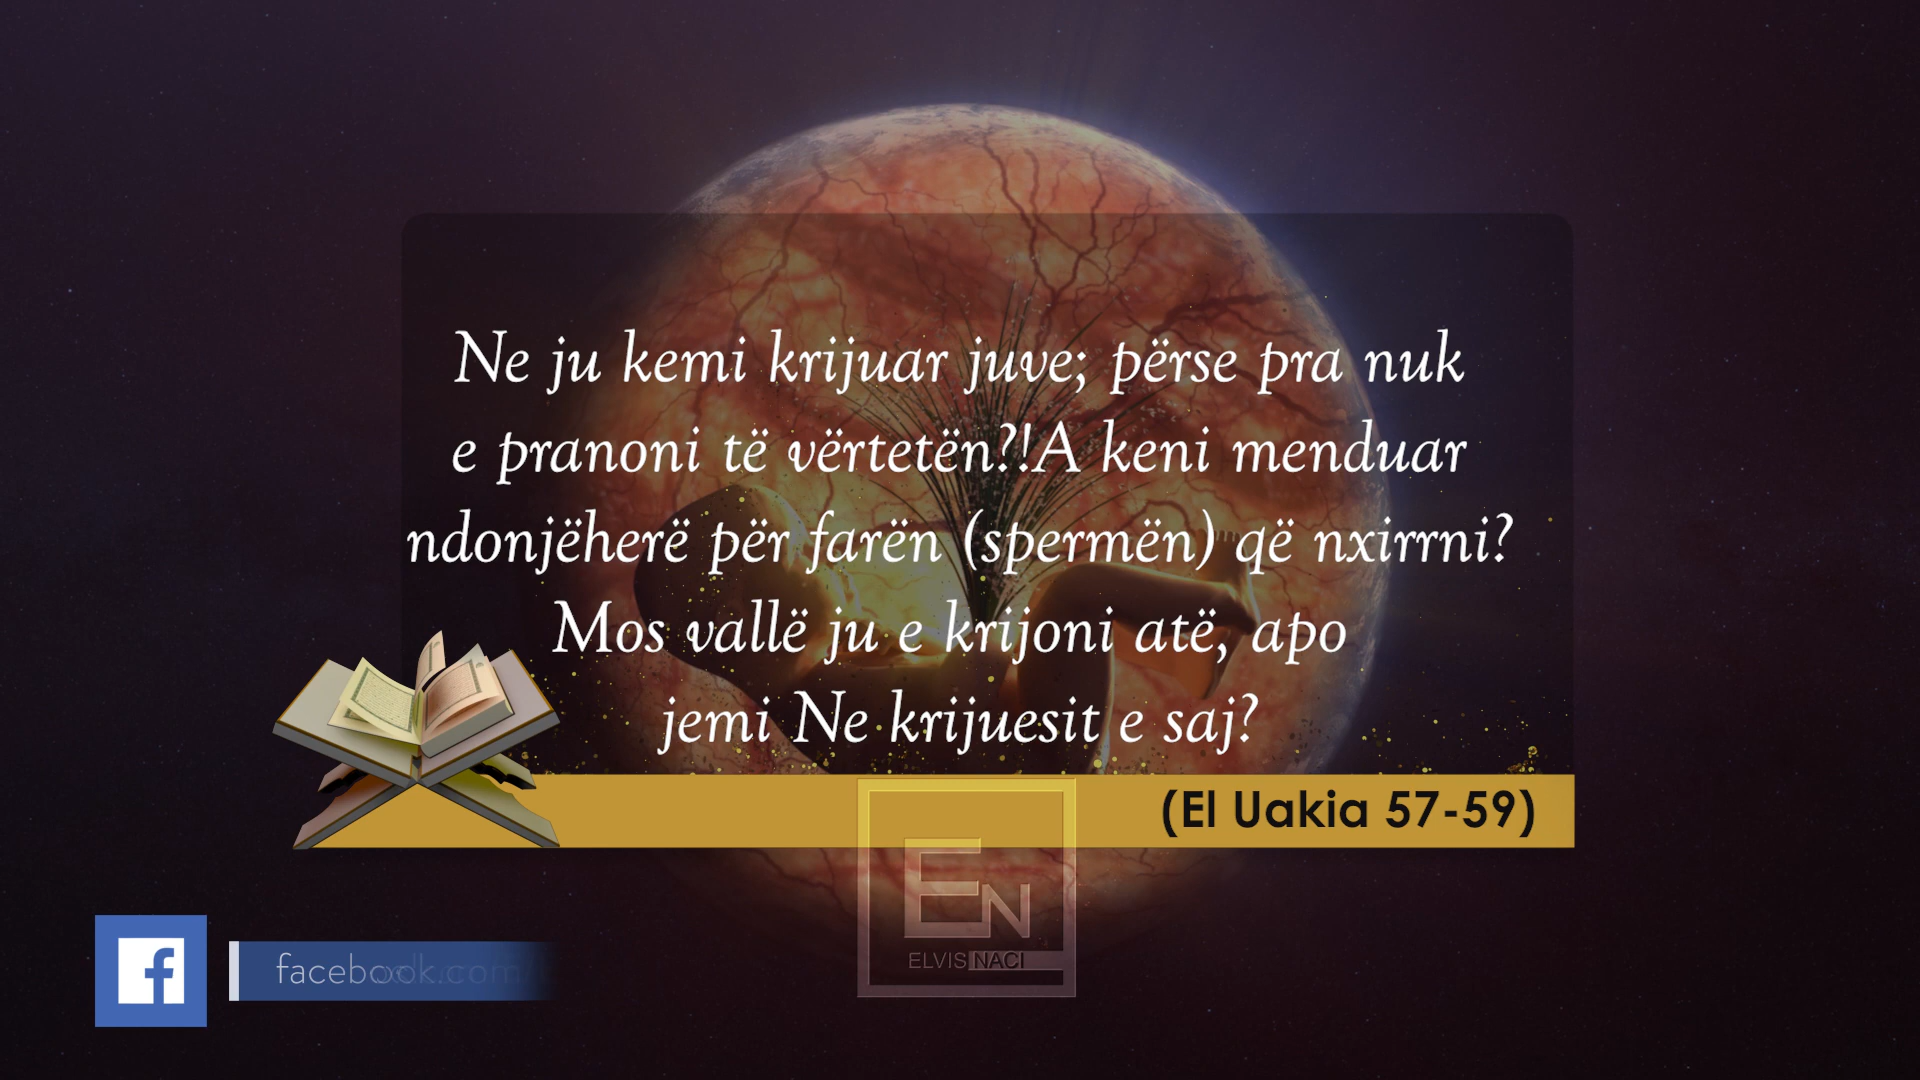 Ne ju kemi krijuar juve; përse pra nuk
e pranoni të vërtetën?!A keni menduar
ndonjëherë për farën (spermën) që nxirrni?
Mos vallë ju e krijoni atë, apo
jemi Ne krijuesit e saj?
(El Uakia 57-59)
EN
ELVIS NACI
facebook.com